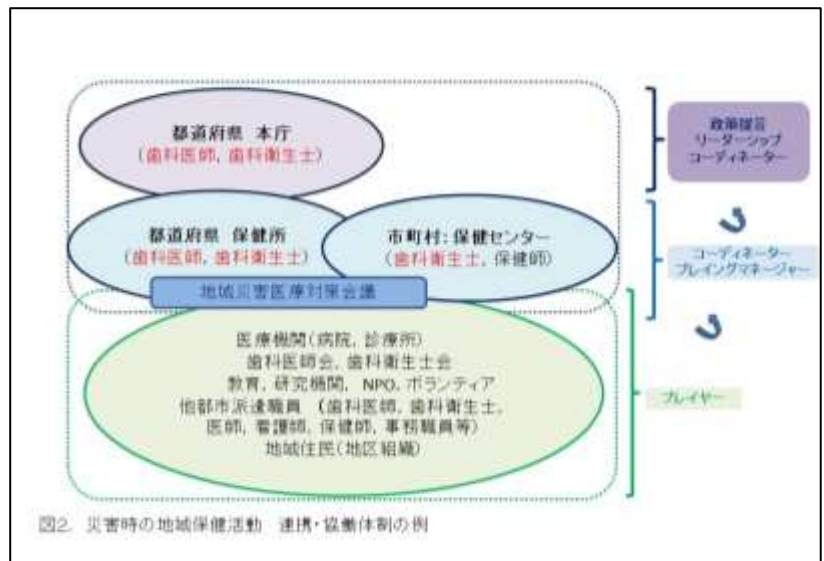 都道府県 本庁
(歯科医師, 歯科衛生士)
政策提言
リーダーシップ
コーディネーター
都道府県 保健所
(歯科医師, 歯科衛生士)
市町村:保健センター
(歯科衛生士, 保健師)
コーディネーター
プレイングマネージャー
地域災害医療対策会議
医療機関(病院, 診療所)
歯科医師会, 歯科衛生士会
教育, 研究機関, NPO, ボランティア
他都市派遣職員 (歯科医師, 歯科衛生士,
医師, 看護師, 保健師, 事務職員等)
地域住民(地区組織)
プレイヤー
図2. 災害時の地域保健活動 連携・協働体制の例